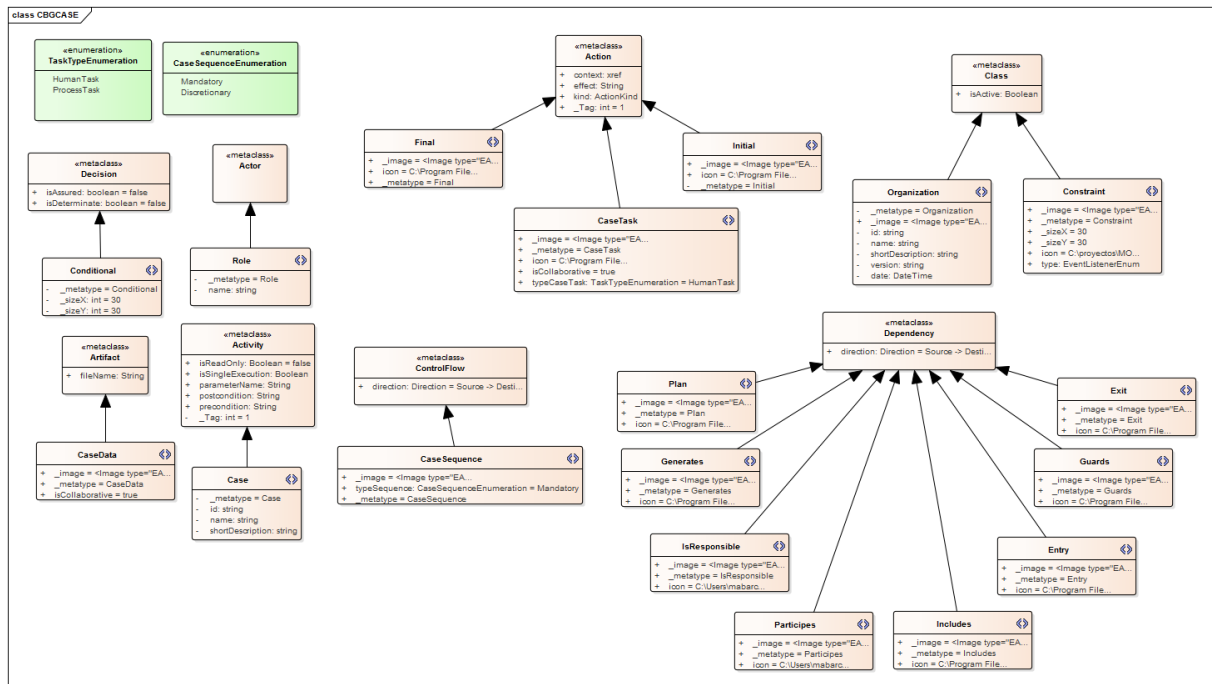 class CBGCASE
«enumeration»
TaskTypeEnumeration
HumanTask
ProcessTask
«enumeration»
CaseSequenceEnumeration
Mandatory
Discretionary
«metaclass»
Action
+ context: xref
+ effect: String
+ kind: ActionKind
+ _Tag: int = 1
«metaclass»
Class
+ isActive: Boolean
Final
+ _image = <Image type="EA...
+ icon = C:\Program File...
+ _metatype = Final
Initial
+ _image = <Image type="EA...
+ icon = C:\Program File...
- _metatype = Initial
«metaclass»
Decision
+ isAssured: boolean = false
+ isDeterminate: boolean = false
«metaclass»
Actor
Organization
- _metatype = Organization
+ _image = <Image type="EA...
- id: string
- name: string
- shortDescription: string
- version: string
- date: DateTime
Constraint
+ _image = <Image type="EA...
+ _metatype = Constraint
+ _sizeX = 30
+ _sizeY = 30
+ icon = C:\proyectos\MO...
+ type: EventListenerEnum
CaseTask
+ _image = <Image type="EA...
+ _metatype = CaseTask
+ icon = C:\Program File...
+ isCollaborative = true
+ typeCaseTask: TaskTypeEnumeration = HumanTask
Conditional
- _metatype = Conditional
- _sizeX: int = 30
- _sizeY: int = 30
Role
- _metatype = Role
- name: string
«metaclass»
Artifact
+ fileName: String
«metaclass»
Activity
+ isReadOnly: Boolean = false
+ isSingleExecution: Boolean
+ parameterName: String
+ postcondition: String
+ precondition: String
- _Tag: int = 1
«metaclass»
ControlFlow
+ direction: Direction = Source -> Desti...
«metaclass»
Dependency
+ direction: Direction = Source -> Desti...
Plan
+ _image = <Image type="EA...
+ _metatype = Plan
+ icon = C:\Program File...
Exit
+ _image = <Image type="EA...
+ _metatype = Exit
+ icon = C:\Program File...
CaseData
+ _image = <Image type="EA...
+ _metatype = CaseData
+ isCollaborative = true
Case
- _metatype = Case
- id: string
- name: string
- shortDescription: string
CaseSequence
+ _image = <Image type="EA...
+ typeSequence: CaseSequenceEnumeration = Mandatory
- _metatype = CaseSequence
Generates
+ _image = <Image type="EA...
+ _metatype = Generates
+ icon = C:\Program File...
Guards
+ _image = <Image type="EA...
+ _metatype = Guards
+ icon = C:\Program File...
IsResponsible
+ _image = <Image type="EA...
+ _metatype = IsResponsible
+ icon = C:\Users\mabarc...
Entry
+ _image = <Image type="EA...
+ _metatype = Entry
+ icon = C:\Program File...
Participes
+ _image = <Image type="EA...
+ _metatype = Participes
+ icon = C:\Users\mabarc...
Includes
+ _image = <Image type="EA...
+ _metatype = Includes
+ icon = C:\Program File...